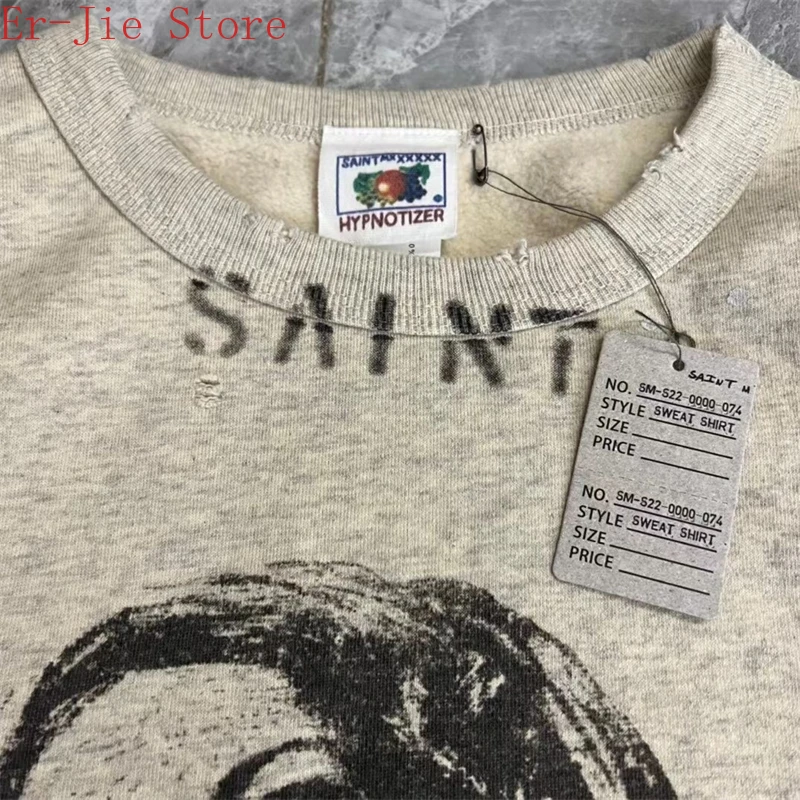 Er-Jie Store
SAINT MXXXXXX
HYPNOTIZER
40
SAINT
SAINT M
NO. SM-S22-0000-074
STYLE SWEAT SHIRT
SIZE
PRICE
NO. SM-S22-0000-074
STYLE SWEAT SHIRT
SIZE
PRICE